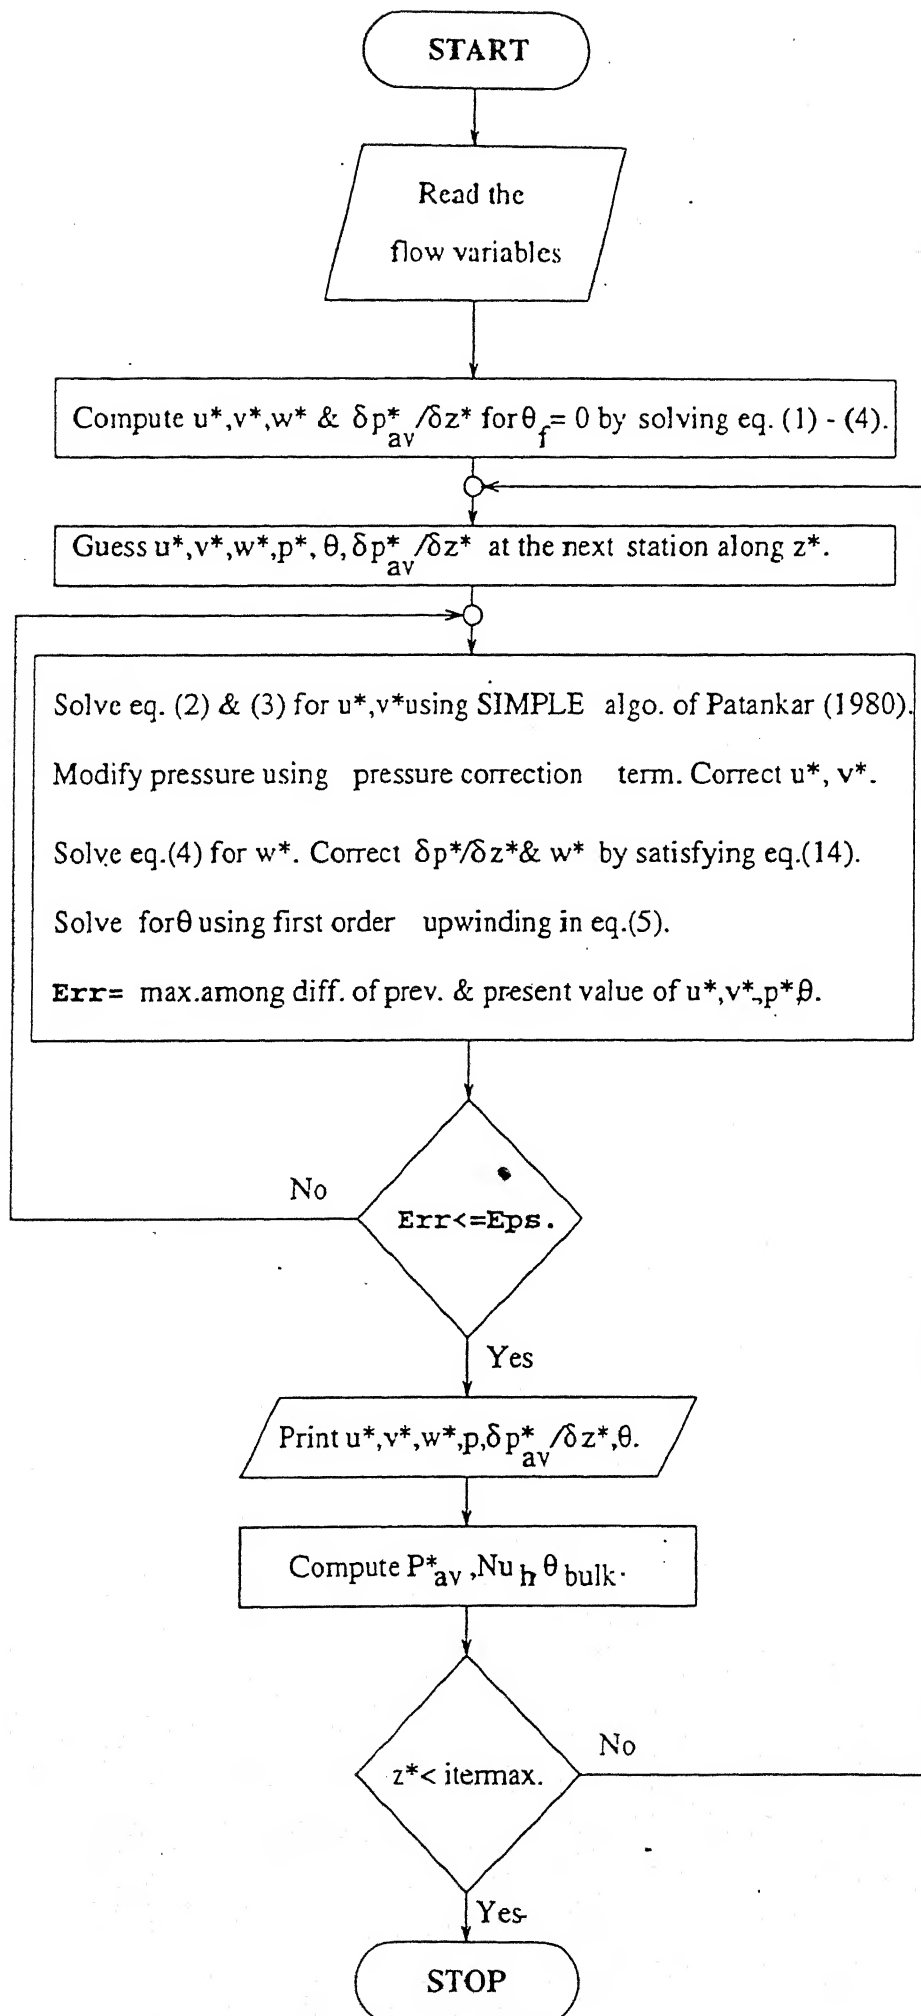 START
Read the
flow variables
Compute u*,v*,w* & δp*av/δz* for θf= 0 by solving eq. (1) - (4).
Guess u*,v*,w*,p*, θ,δp*av/δz* at the next station along z*.
Solve eq. (2) & (3) for u*,v*using SIMPLE algo. of Patankar (1980).
Modify pressure using pressure correction term. Correct u*, v*.
Solve eq.(4) for w*. Correct δp*/δz*& w* by satisfying eq.(14).
Solve forθ using first order upwinding in eq.(5).
Err= max.among diff. of prev. & present value of u*,v*,p*,θ.
No
Err<=Eps.
Yes
Print u*,v*,w*,p,δp*av/δz*,θ.
Compute P*av,Nuh θbulk.
No
z*< itermax.
Yes
STOP